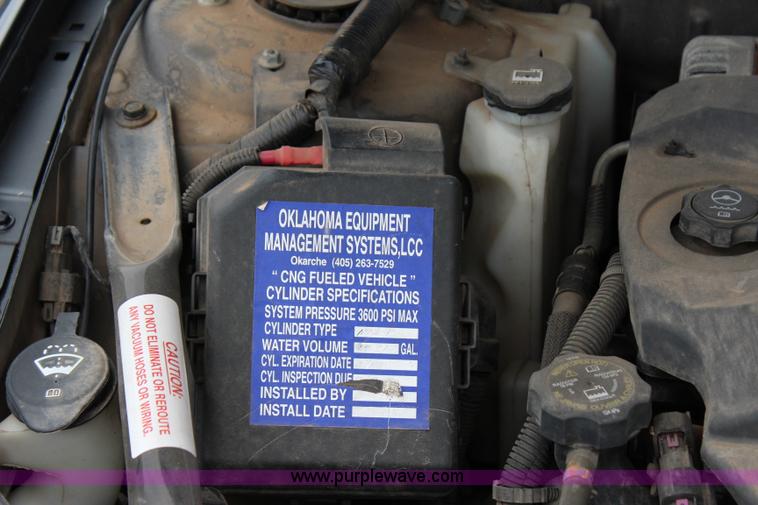 OKLAHOMA EQUIPMENT
MANAGEMENT SYSTEMS,LCC
Okarche (405) 263-7529
“ CNG FUELED VEHICLE ”
CYLINDER SPECIFICATIONS
SYSTEM PRESSURE 3600 PSI MAX
CYLINDER TYPE
WATER VOLUME GAL.
CYL. EXPIRATION DATE
CYL. INSPECTION DUE
INSTALLED BY
INSTALL DATE
CAUTION:
DO NOT ELIMINATE OR REROUTE
ANY VACUUM HOSES OR WIRING.
www.purplewave.com